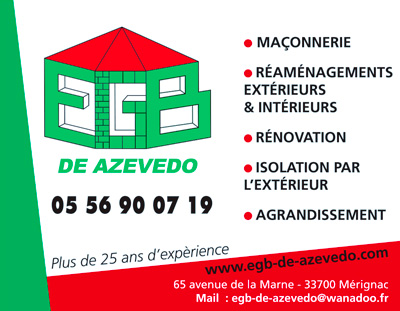 EGB
DE AZEVEDO
05 56 90 07 19
Plus de 25 ans d'expèrience
• MAÇONNERIE
• RÉAMÉNAGEMENTS
EXTÉRIEURS
& INTÉRIEURS
• RÉNOVATION
• ISOLATION PAR
L'EXTÉRIEUR
• AGRANDISSEMENT
www.egb-de-azevedo.com
65 avenue de la Marne - 33700 Mérignac
Mail : egb-de-azevedo@wanadoo.fr